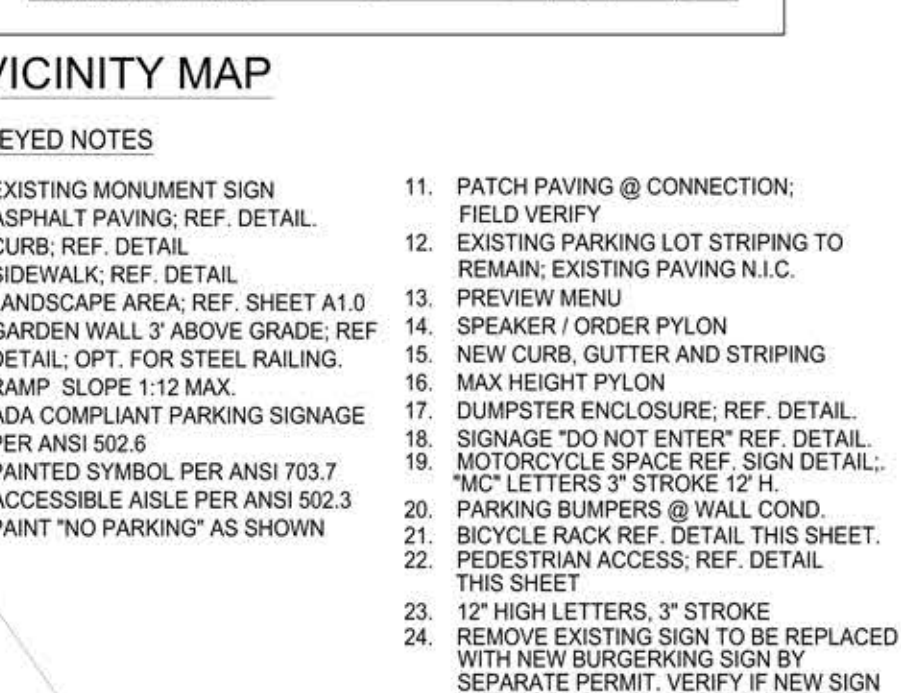 VICINITY MAP
EYED NOTES
EXISTING MONUMENT SIGN
ASPHALT PAVING; REF. DETAIL.
CURB; REF. DETAIL
SIDEWALK; REF. DETAIL
LANDSCAPE AREA; REF. SHEET A1.0
GARDEN WALL 3' ABOVE GRADE; REF
DETAIL; OPT. FOR STEEL RAILING.
RAMP SLOPE 1:12 MAX.
ADA COMPLIANT PARKING SIGNAGE
PER ANSI 502.6
PAINTED SYMBOL PER ANSI 703.7
ACCESSIBLE AISLE PER ANSI 502.3
PAINT "NO PARKING" AS SHOWN
11. PATCH PAVING @ CONNECTION;
FIELD VERIFY
12. EXISTING PARKING LOT STRIPING TO
REMAIN; EXISTING PAVING N.I.C.
13. PREVIEW MENU
14. SPEAKER / ORDER PYLON
15. NEW CURB, GUTTER AND STRIPING
16. MAX HEIGHT PYLON
17. DUMPSTER ENCLOSURE; REF. DETAIL.
18. SIGNAGE "DO NOT ENTER" REF. DETAIL.
19. MOTORCYCLE SPACE REF. SIGN DETAIL;.
"MC" LETTERS 3" STROKE 12' H.
20. PARKING BUMPERS @ WALL COND.
21. BICYCLE RACK REF. DETAIL THIS SHEET.
22. PEDESTRIAN ACCESS; REF. DETAIL
THIS SHEET
23. 12" HIGH LETTERS, 3" STROKE
24. REMOVE EXISTING SIGN TO BE REPLACED
WITH NEW BURGERKING SIGN BY
SEPARATE PERMIT. VERIFY IF NEW SIGN